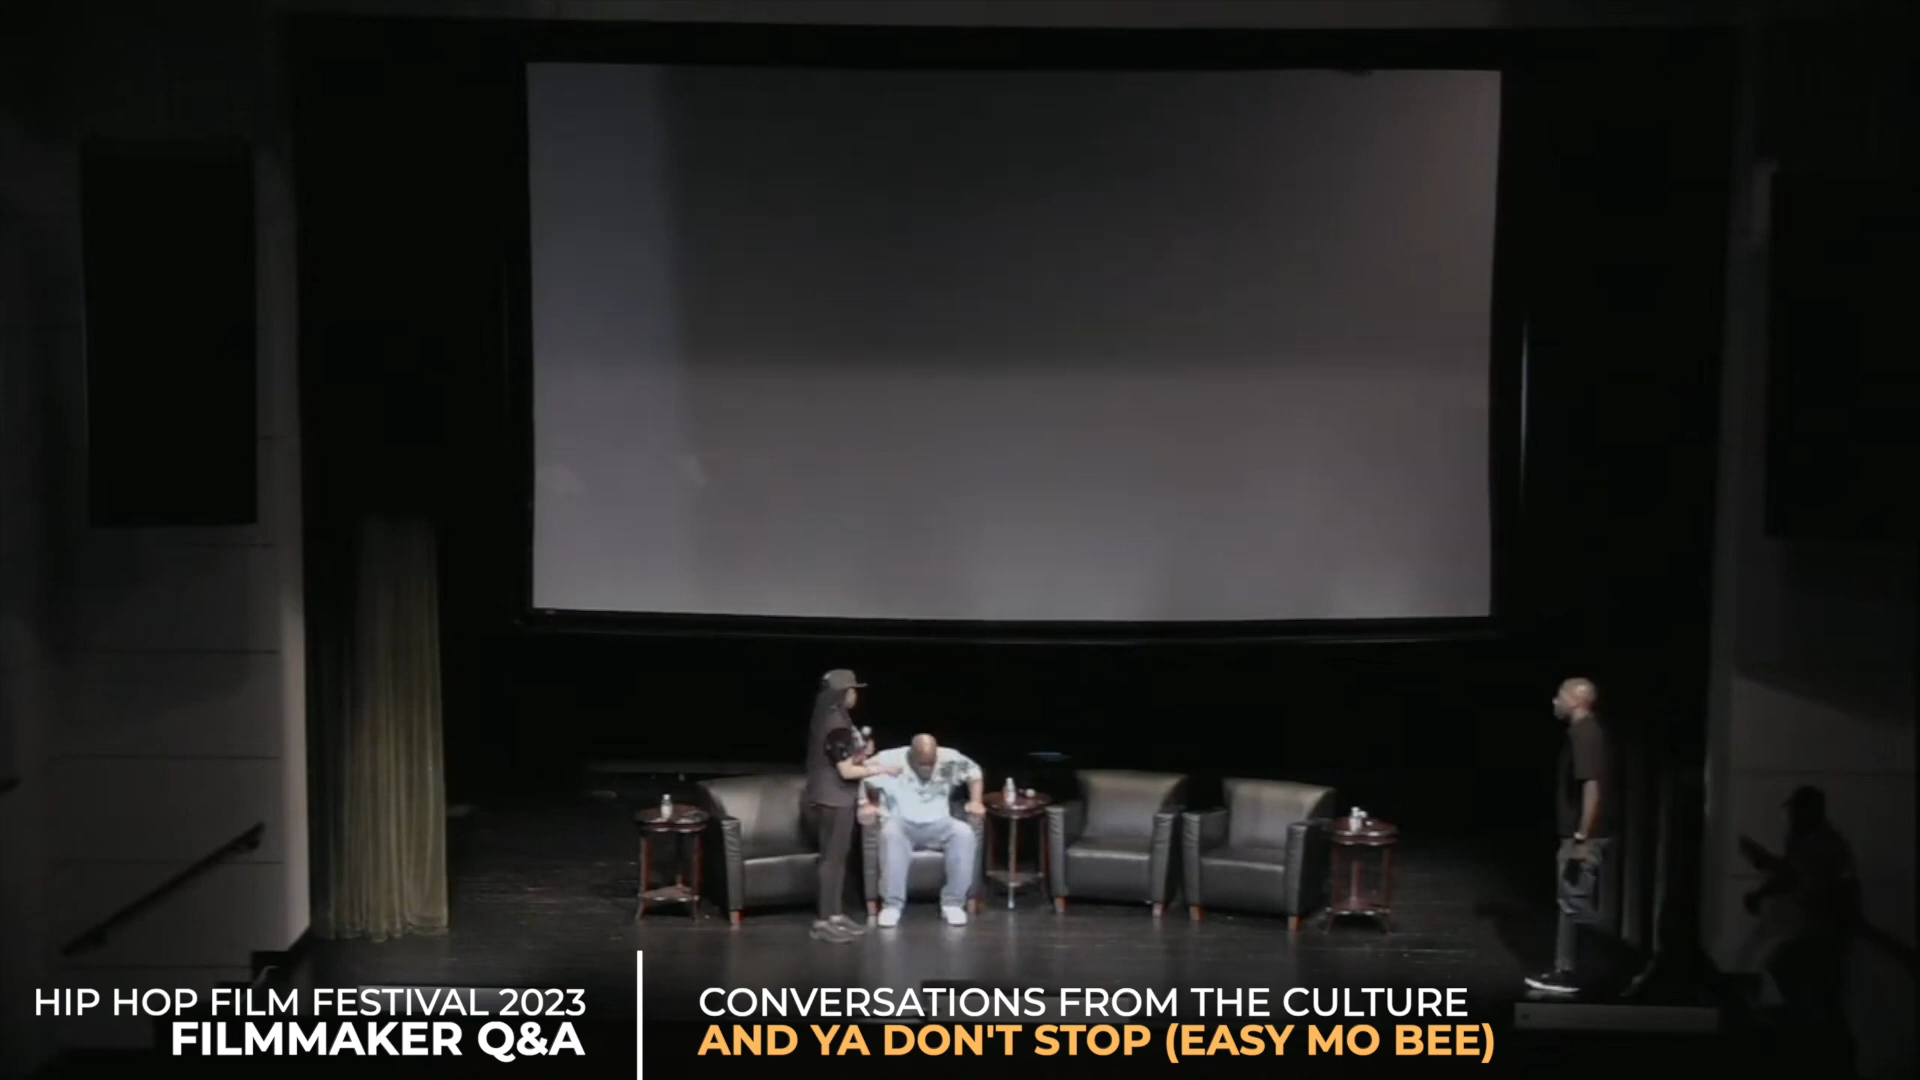 HIP HOP FILM FESTIVAL 2023
FILMMAKER Q&A
CONVERSATIONS FROM THE CULTURE
AND YA DON'T STOP (EASY MO BEE)